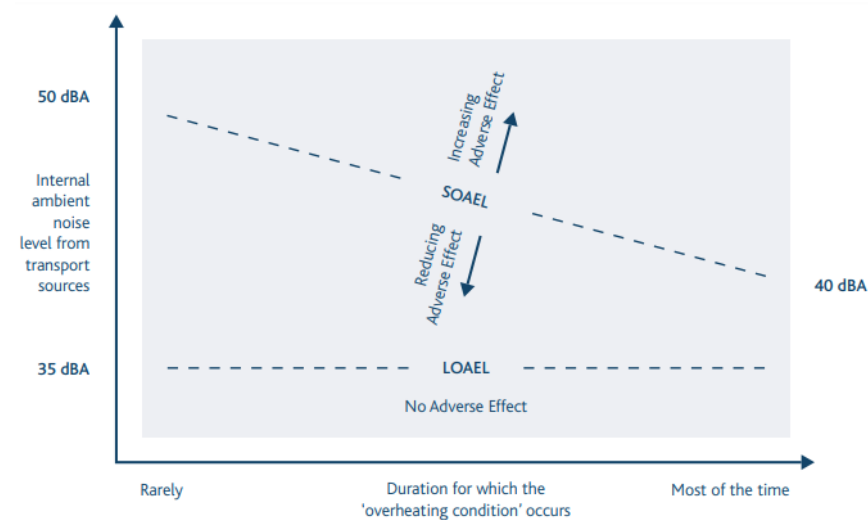 50 dBA
Internal
ambient
noise
level from
transport
sources
35 dBA
Increasing
Adverse Effect
SOAEL
Reducing
Adverse Effect
40 dBA
LOAEL
No Adverse Effect
Rarely
Duration for which the
'overheating condition' occurs
Most of the time